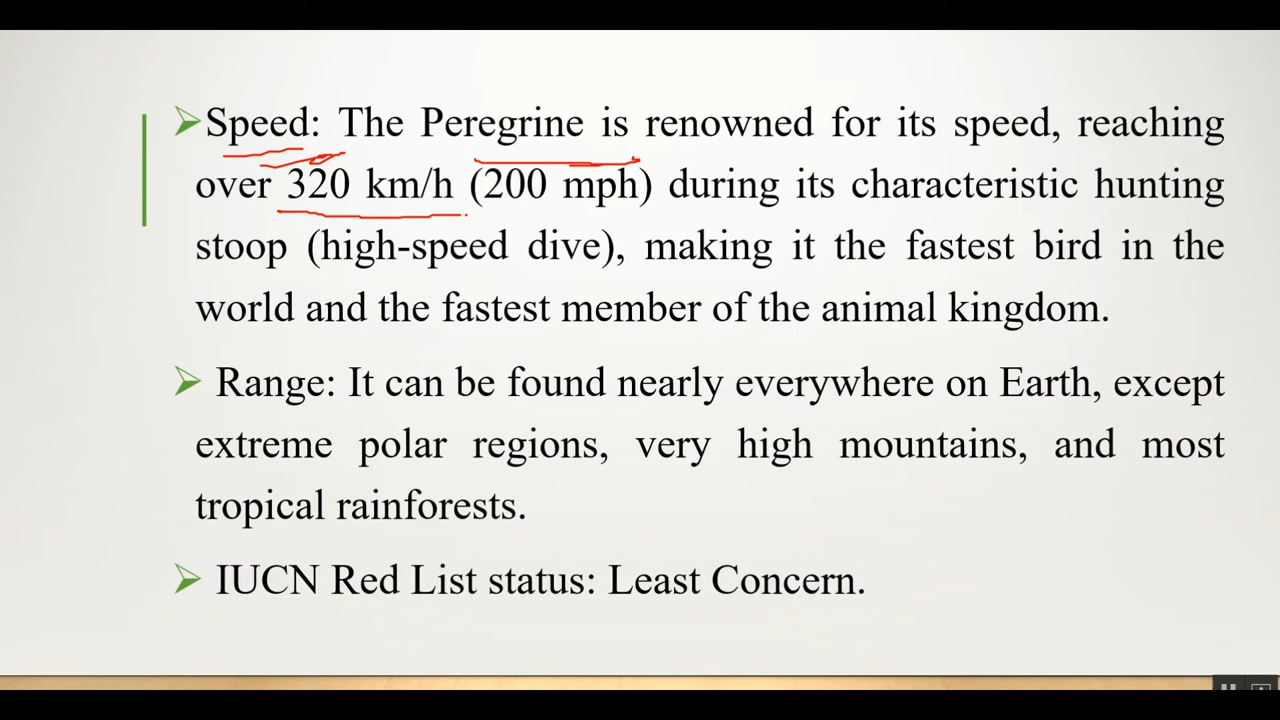 Speed: The Peregrine is renowned for its speed, reaching
over 320 km/h (200 mph) during its characteristic hunting
stoop (high-speed dive), making it the fastest bird in the
world and the fastest member of the animal kingdom.
Range: It can be found nearly everywhere on Earth, except
extreme polar regions, very high mountains, and most
tropical rainforests.
IUCN Red List status: Least Concern.